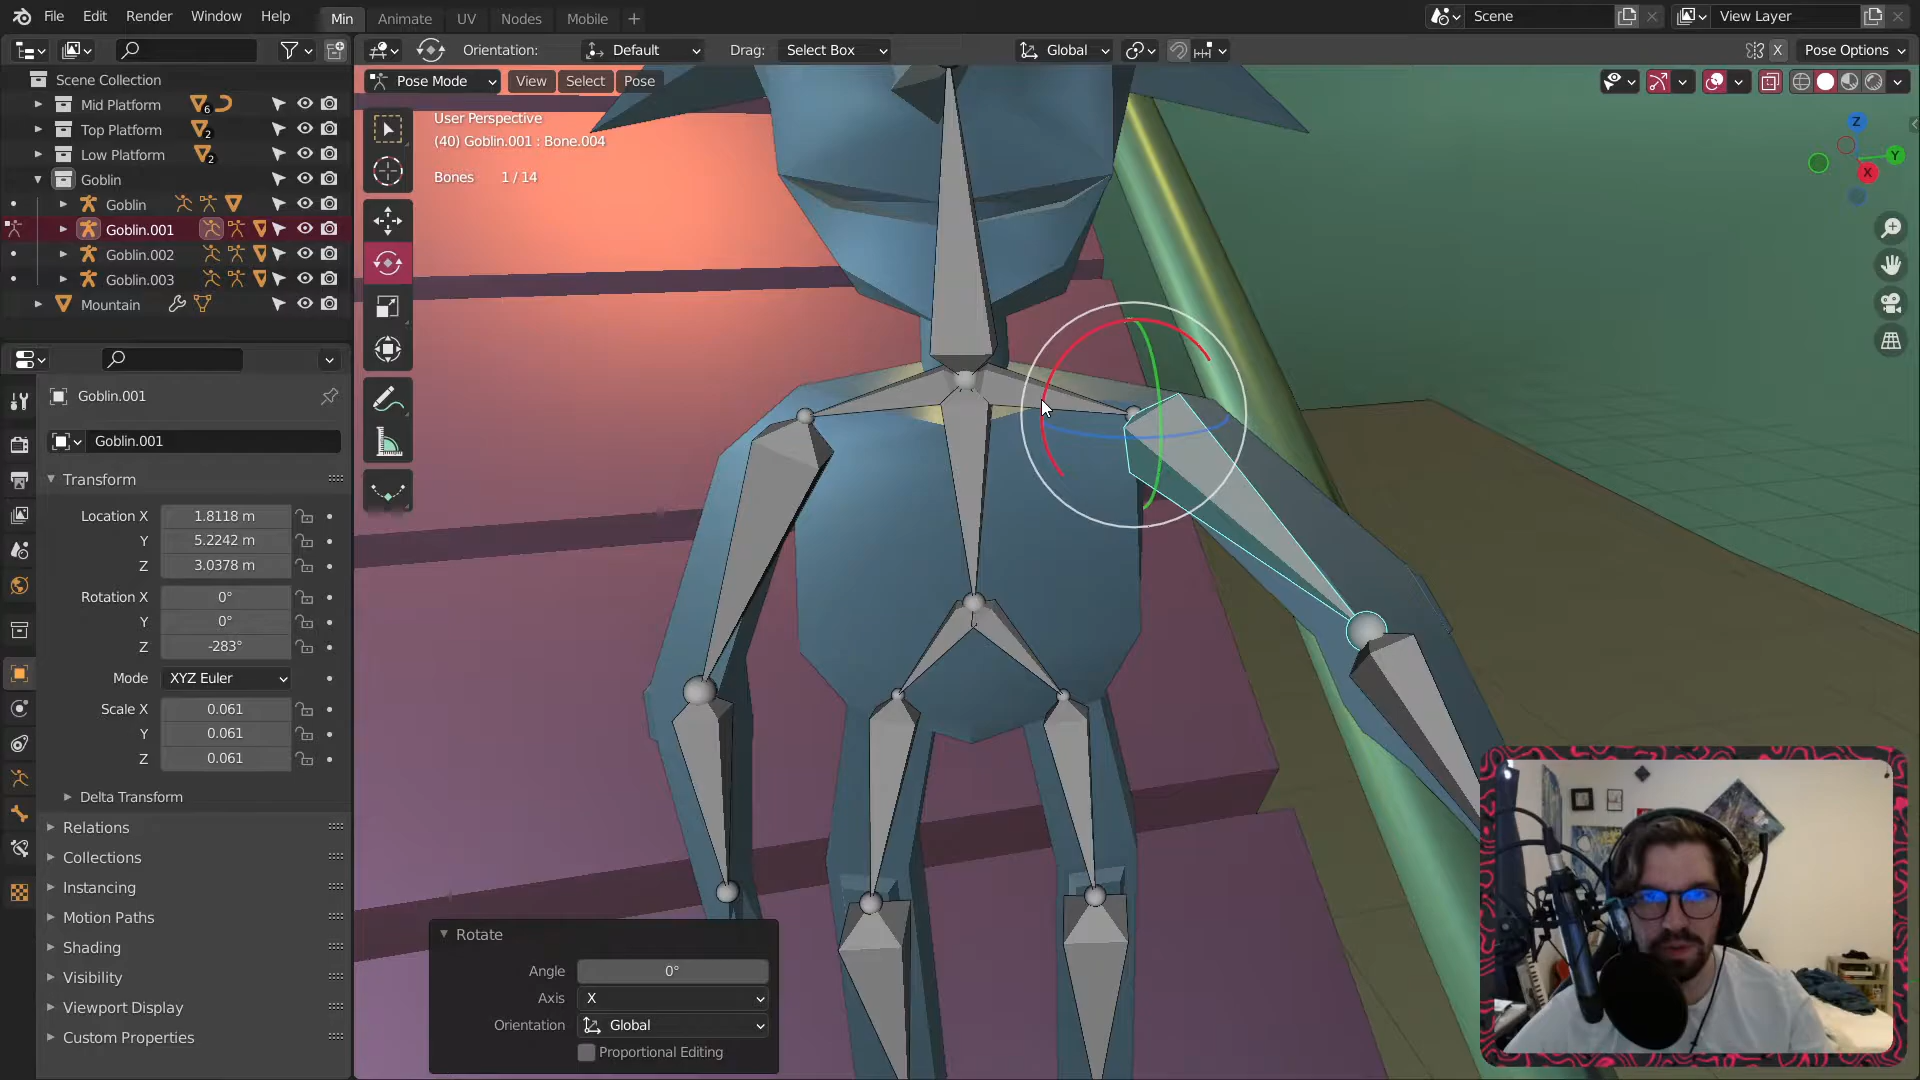 File Edit Render Window Help Min Animate UV Nodes Mobile + Scene View Layer
Orientation: Default Drag: Select Box Global X Pose Options
Scene Collection
Mid Platform 6
Top Platform 2
Low Platform 2
Goblin
Goblin
Goblin.001
Goblin.002
Goblin.003
Mountain
Pose Mode View Select Pose
User Perspective
(40) Goblin.001 : Bone.004
Bones 1 / 14
Z
Y
X
Goblin.001
Goblin.001
Transform
Location X 1.8118 m
Y 5.2242 m
Z 3.0378 m
Rotation X 0°
Y 0°
Z -283°
Mode XYZ Euler
Scale X 0.061
Y 0.061
Z 0.061
Delta Transform
Relations
Collections
Instancing
Motion Paths
Shading
Visibility
Viewport Display
Custom Properties
Rotate
Angle 0°
Axis X
Orientation Global
Proportional Editing